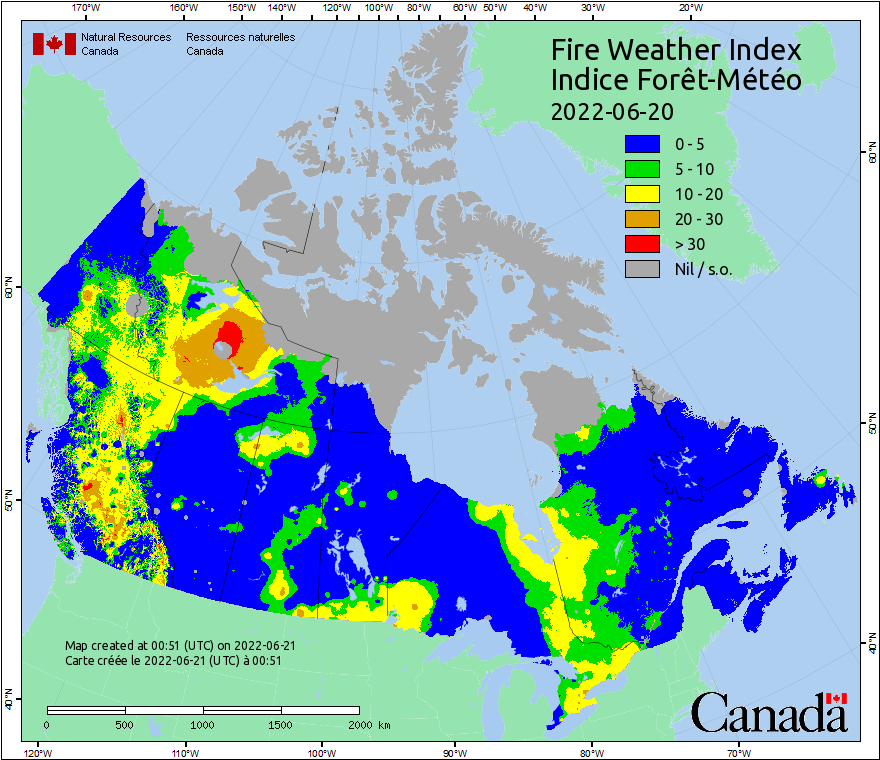 170°W 160°W 150°W 140°W 130°W 120°W 110°W 100°W 90°W 80°W 70°W 60°W 50°W 40°W 30°W 20°W
Natural Resources Ressources naturelles
Canada Canada
Fire Weather Index
Indice Forêt-Météo
2022-06-20
0 - 5
5 - 10
10 - 20
20 - 30
> 30
Nil / s.o.
60°N
60°N
50°N
50°N
40°N
40°N
Map created at 00:51 (UTC) on 2022-06-21
Carte créée le 2022-06-21 (UTC) à 00:51
0 500 1000 1500 2000 km
Canada
120°W 110°W 100°W 90°W 80°W 70°W